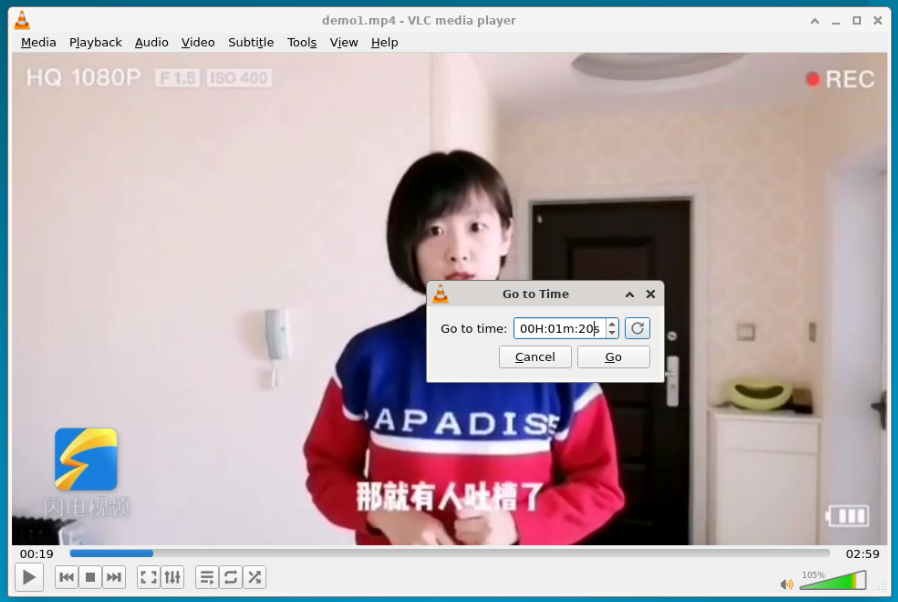 demo1.mp4 - VLC media player
Media Playback Audio Video Subtitle Tools View Help
HQ 1080P F 1.5 ISO 400
REC
Go to Time
Go to time: 00H:01m:20s
Cancel Go
APADISE
闪电视频
那就有人吐槽了
00:19 02:59
105%